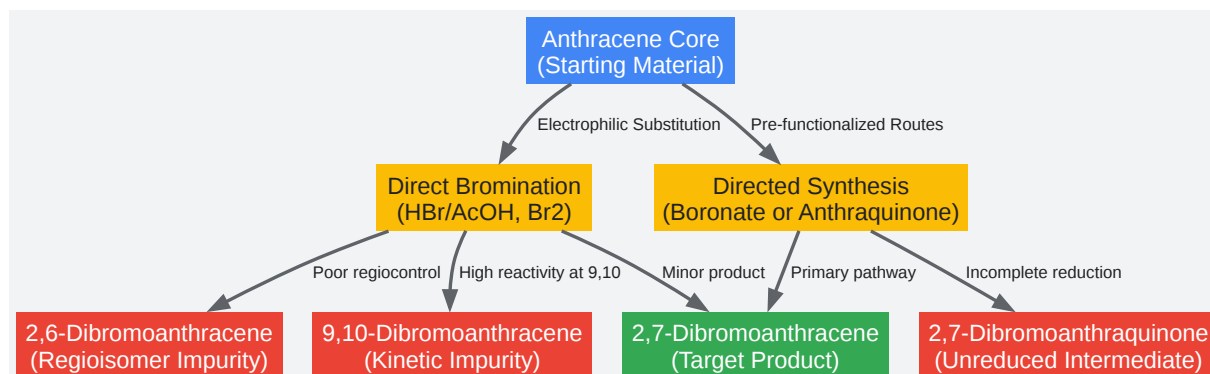 Anthracene Core
(Starting Material)
Electrophilic Substitution
Pre-functionalized Routes
Direct Bromination
(HBr/AcOH, Br2)
Directed Synthesis
(Boronate or Anthraquinone)
Poor regiocontrol
High reactivity at 9,10
Minor product
Primary pathway
Incomplete reduction
2,6-Dibromoanthracene
(Regioisomer Impurity)
9,10-Dibromoanthracene
(Kinetic Impurity)
2,7-Dibromoanthracene
(Target Product)
2,7-Dibromoanthraquinone
(Unreduced Intermediate)